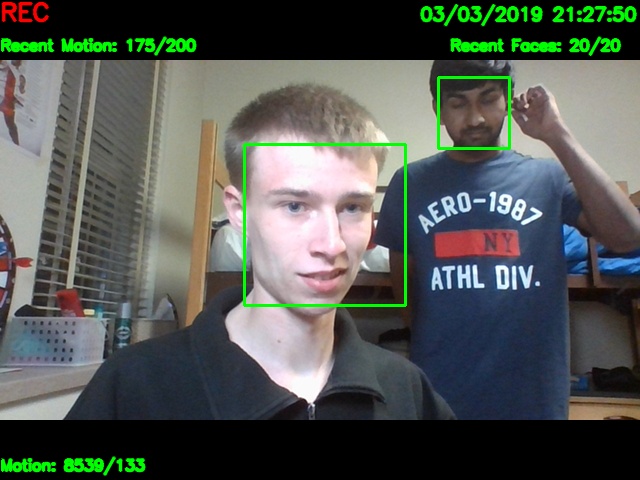 REC
03/03/2019 21:27:50
Recent Motion: 175/200
Recent Faces: 20/20
AERO-1987
NY
ATHL DIV.
Motion: 8539/133